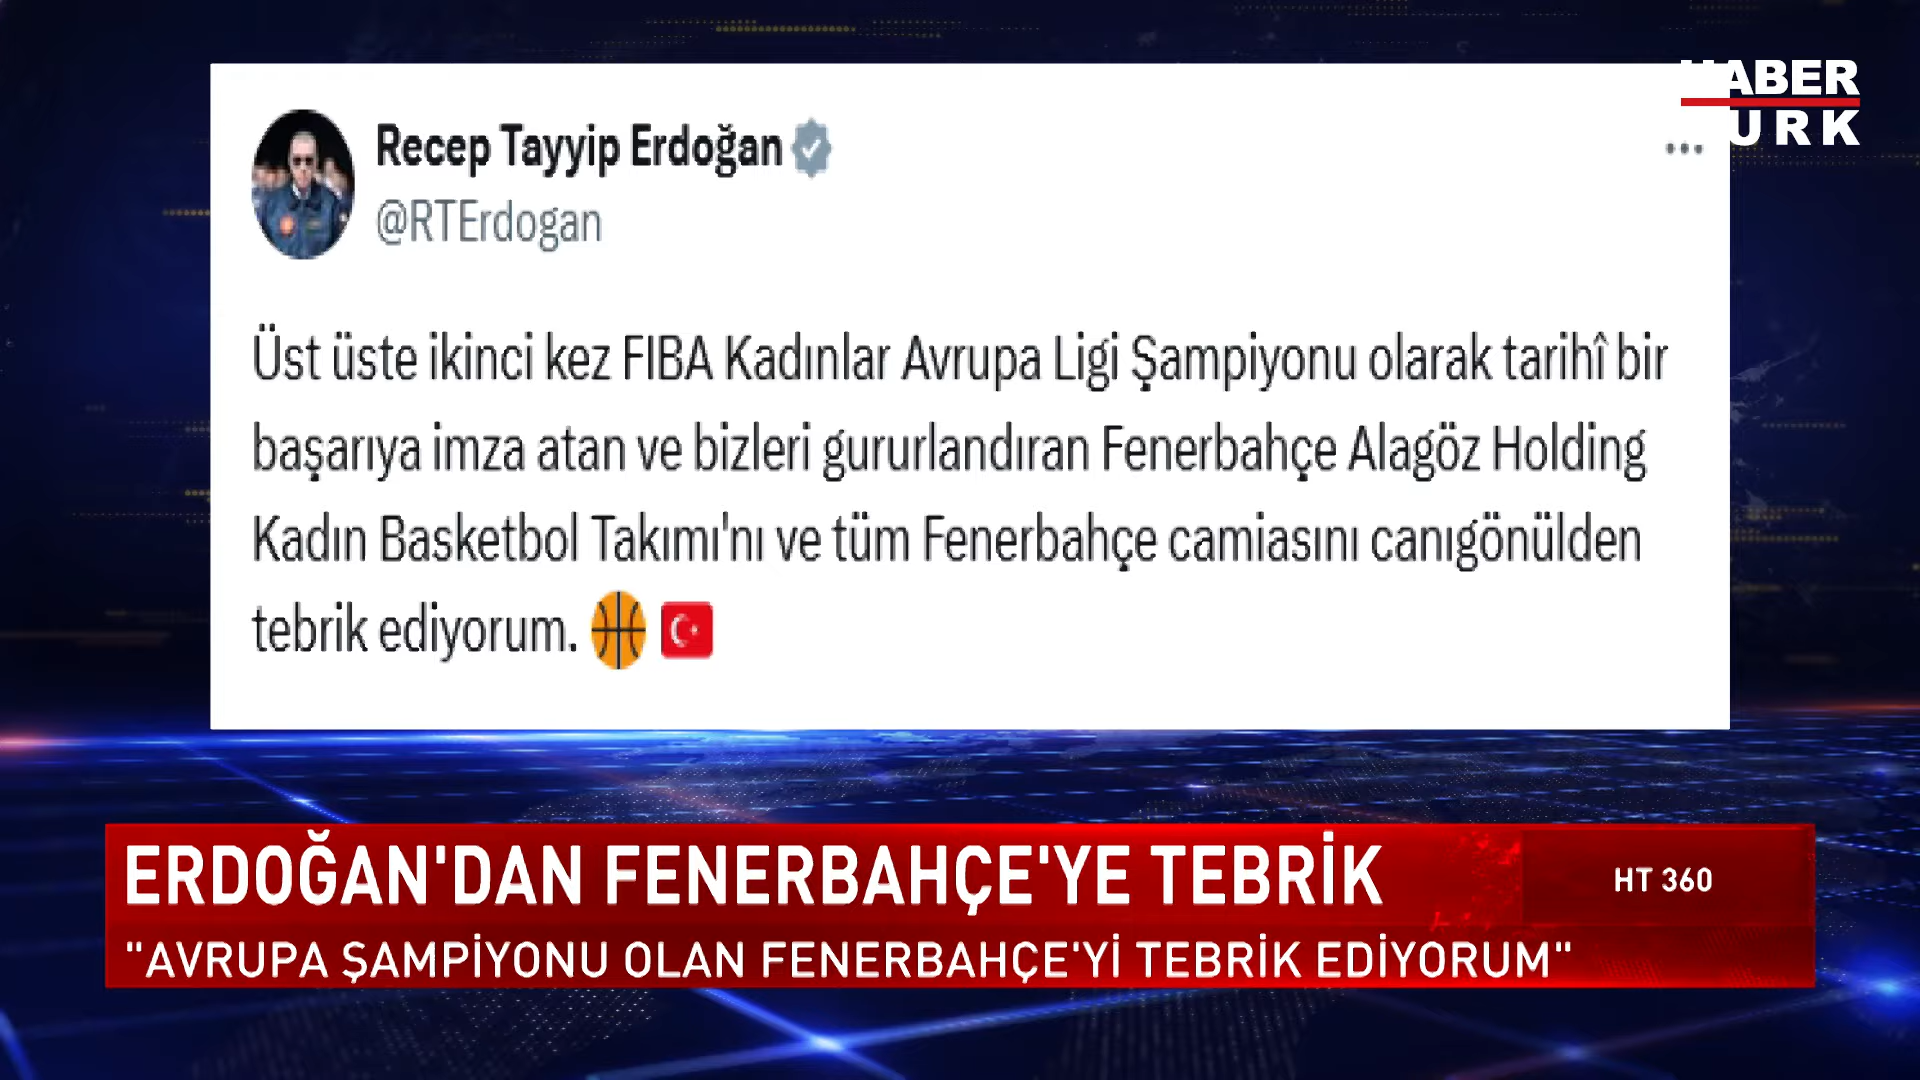 HABER
TURK
Recep Tayyip Erdoğan
@RTErdogan
Üst üste ikinci kez FIBA Kadınlar Avrupa Ligi Şampiyonu olarak tarihî bir
başarıya imza atan ve bizleri gururlandıran Fenerbahçe Alagöz Holding
Kadın Basketbol Takımı'nı ve tüm Fenerbahçe camiasını canıgönülden
tebrik ediyorum.
ERDOĞAN'DAN FENERBAHÇE'YE TEBRİK
HT 360
"AVRUPA ŞAMPİYONU OLAN FENERBAHÇE'Yİ TEBRİK EDİYORUM"